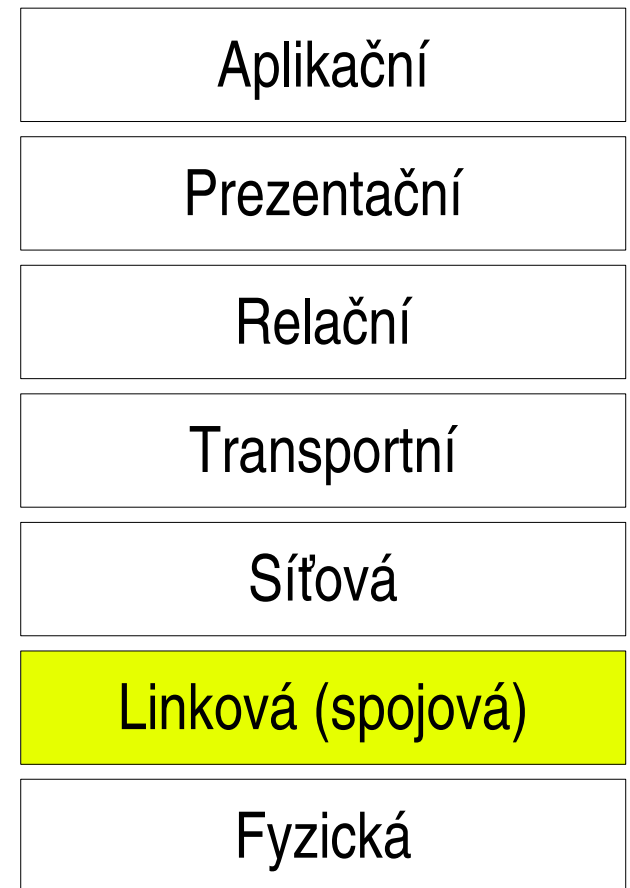 Aplikační
Prezentační
Relační
Transportní
Síťová
Linková (spojová)
Fyzická